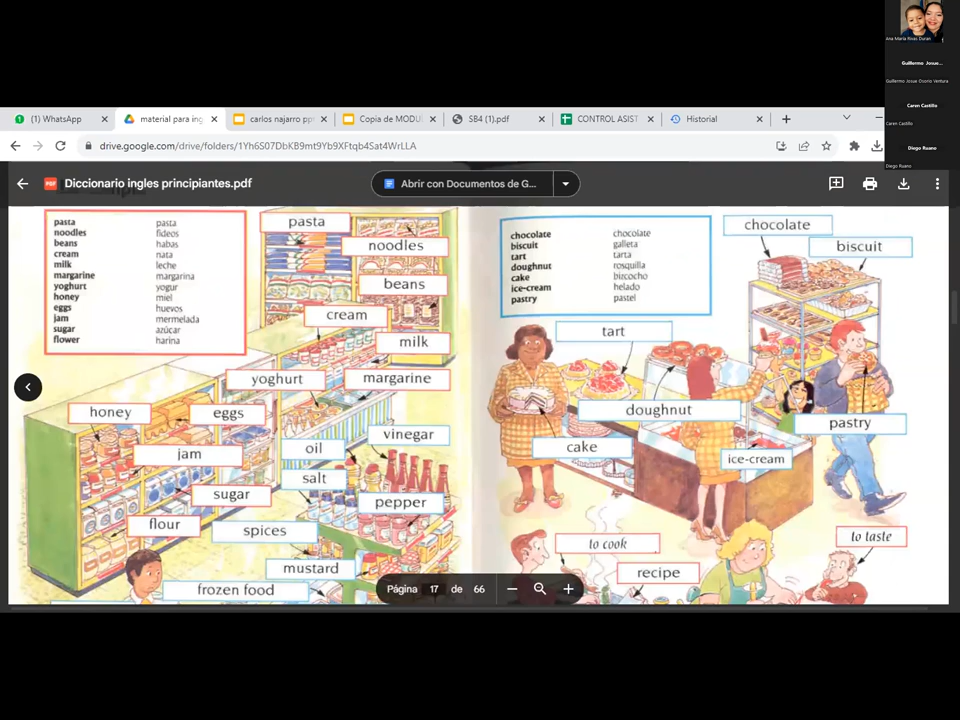 Ana María Rivas Duran
Guillermo Josue...
Guillermo Josue Osorio Ventura
Caren Castillo
Caren Castillo
Diego Ruano
Diego Ruano
(1) WhatsApp
material para ing
carlos najarro pp
Copia de MODU
SB4 (1).pdf
CONTROL ASIST
Historial
drive.google.com/drive/folders/1Yh6S07DbKB9mt9Yb9XFtqb4Sat4WrLLA
PDF Diccionario ingles principiantes.pdf
Abrir con Documentos de G...
pasta pasta
noodles fideos
beans habas
cream nata
milk leche
margarine margarina
yoghurt yogur
honey miel
eggs huevos
jam mermelada
sugar azúcar
flower harina
pasta
noodles
beans
cream
milk
yoghurt
margarine
honey
eggs
jam
oil
vinegar
salt
sugar
pepper
flour
spices
mustard
frozen food
chocolate chocolate
biscuit galleta
tart tarta
doughnut rosquilla
cake bizcocho
ice-cream helado
pastry pastel
chocolate
biscuit
tart
doughnut
pastry
cake
ice-cream
to cook
to taste
recipe
Página 17 de 66